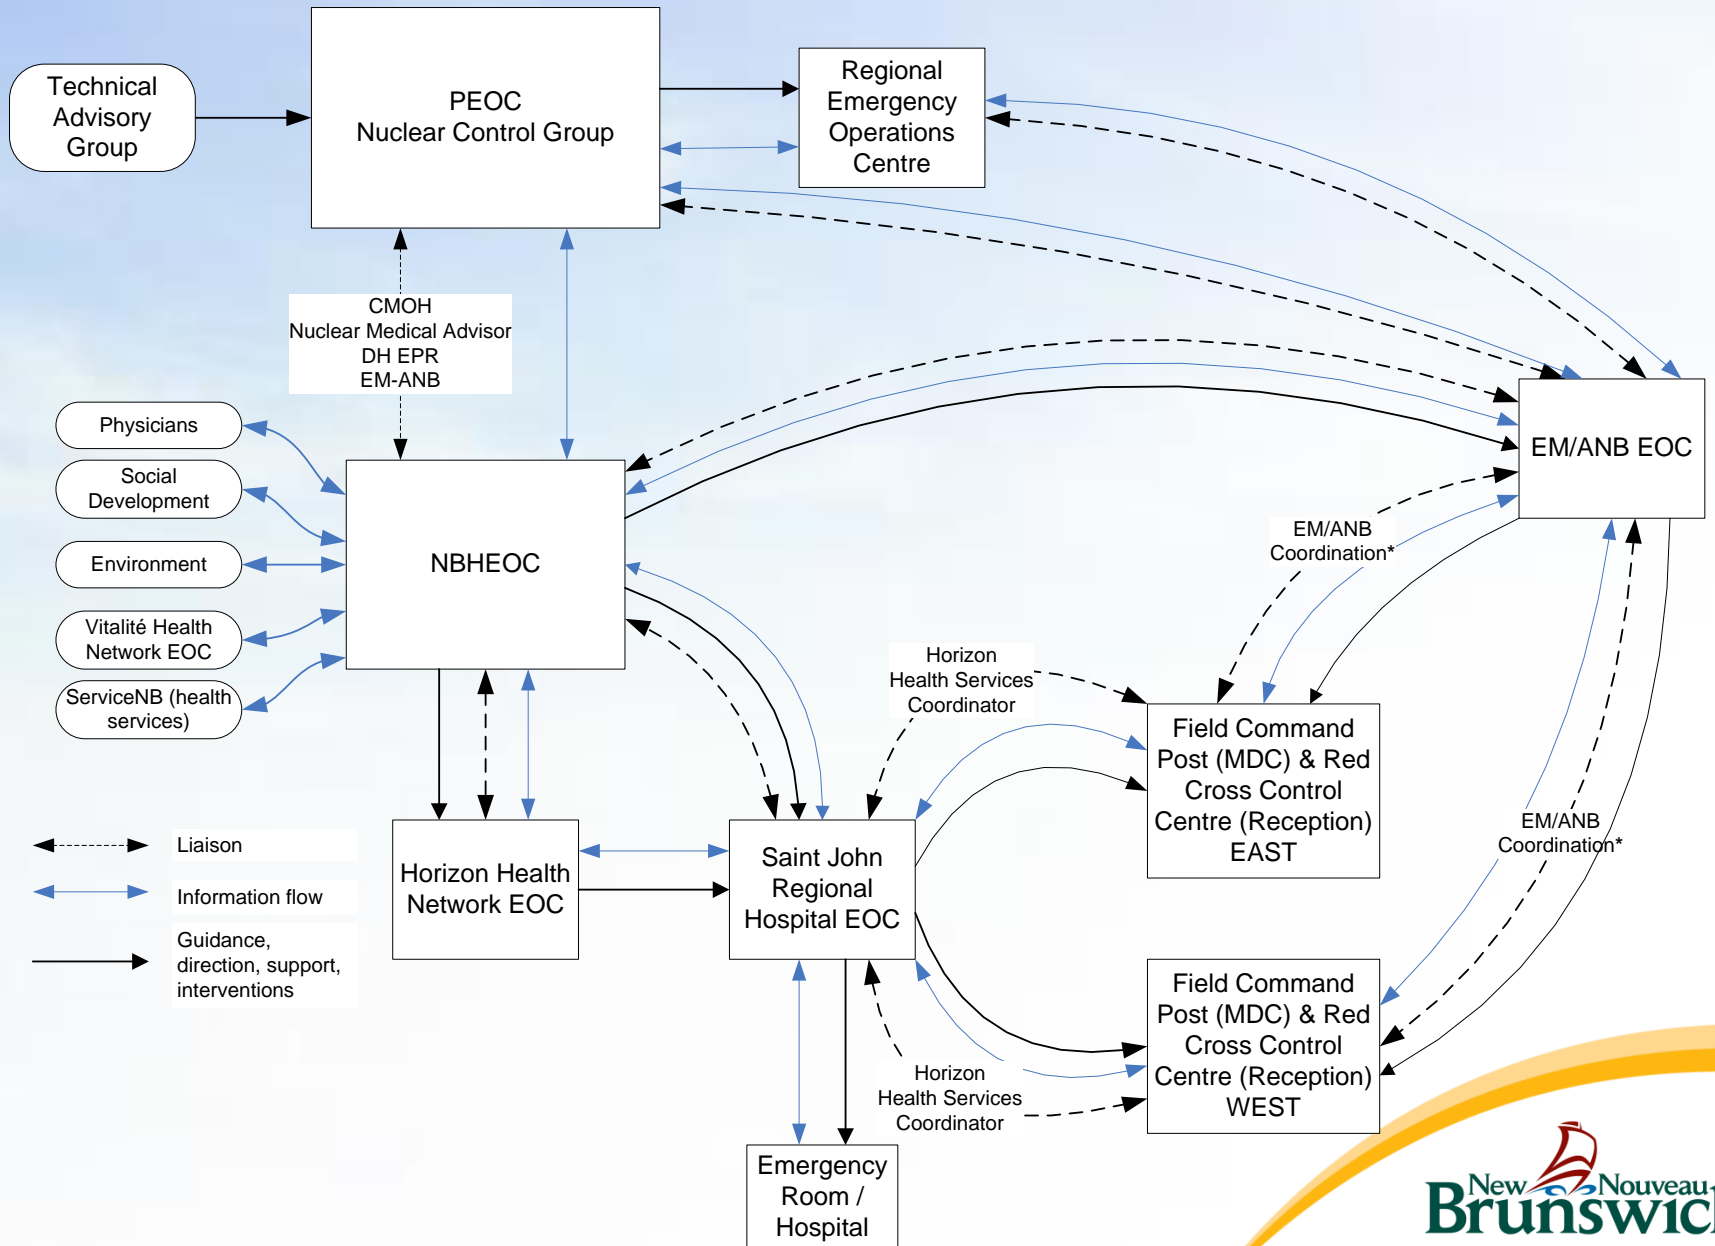 Technical
Advisory
Group
PEOC
Nuclear Control Group
Regional
Emergency
Operations
Centre
CMOH
Nuclear Medical Advisor
DH EPR
EM-ANB
Physicians
Social
Development
Environment
Vitalité Health
Network EOC
ServiceNB (health
services)
NBHEOC
EM/ANB EOC
EM/ANB
Coordination*
Horizon
Health Services
Coordinator
Field Command
Post (MDC) & Red
Cross Control
Centre (Reception)
EAST
EM/ANB
Coordination*
Liaison
Information flow
Guidance,
direction, support,
interventions
Horizon Health
Network EOC
Saint John
Regional
Hospital EOC
Field Command
Post (MDC) & Red
Cross Control
Centre (Reception)
WEST
Horizon
Health Services
Coordinator
Emergency
Room /
Hospital
New Nouveau
Brunswick